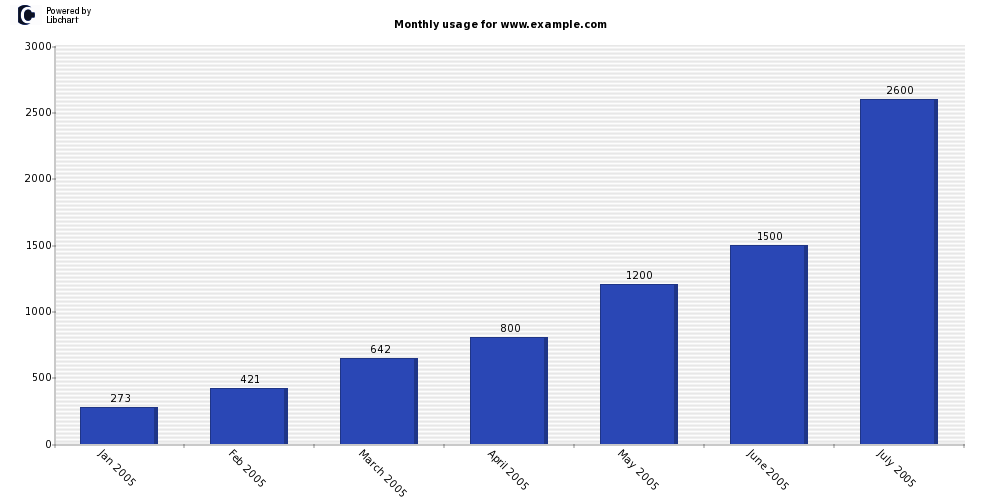 Powered by
Libchart
Monthly usage for www.example.com
3000
2500
2000
1500
1000
500
0
273
421
642
800
1200
1500
2600
Jan 2005
Feb 2005
March 2005
April 2005
May 2005
June 2005
July 2005